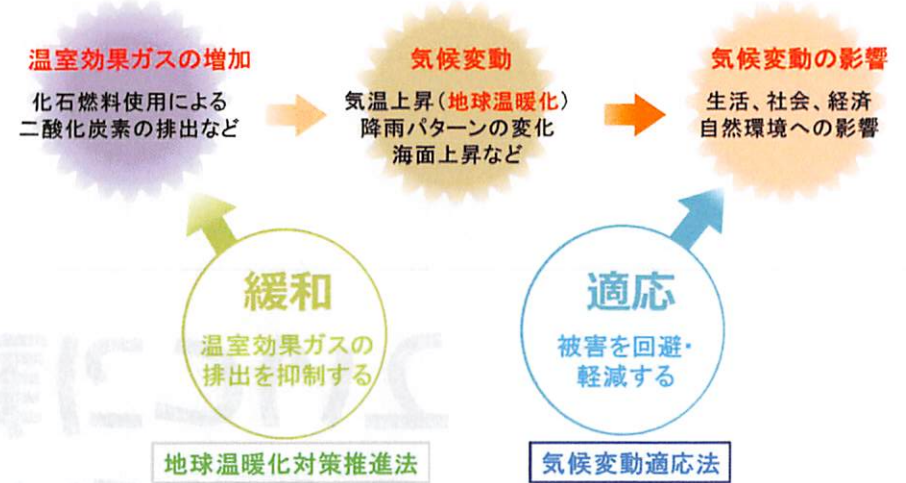 温室効果ガスの増加
化石燃料使用による
二酸化炭素の排出など
気候変動
気温上昇(地球温暖化)
降雨パターンの変化
海面上昇など
気候変動の影響
生活、社会、経済
自然環境への影響
緩和
温室効果ガスの
排出を抑制する
地球温暖化対策推進法
適応
被害を回避・
軽減する
気候変動適応法